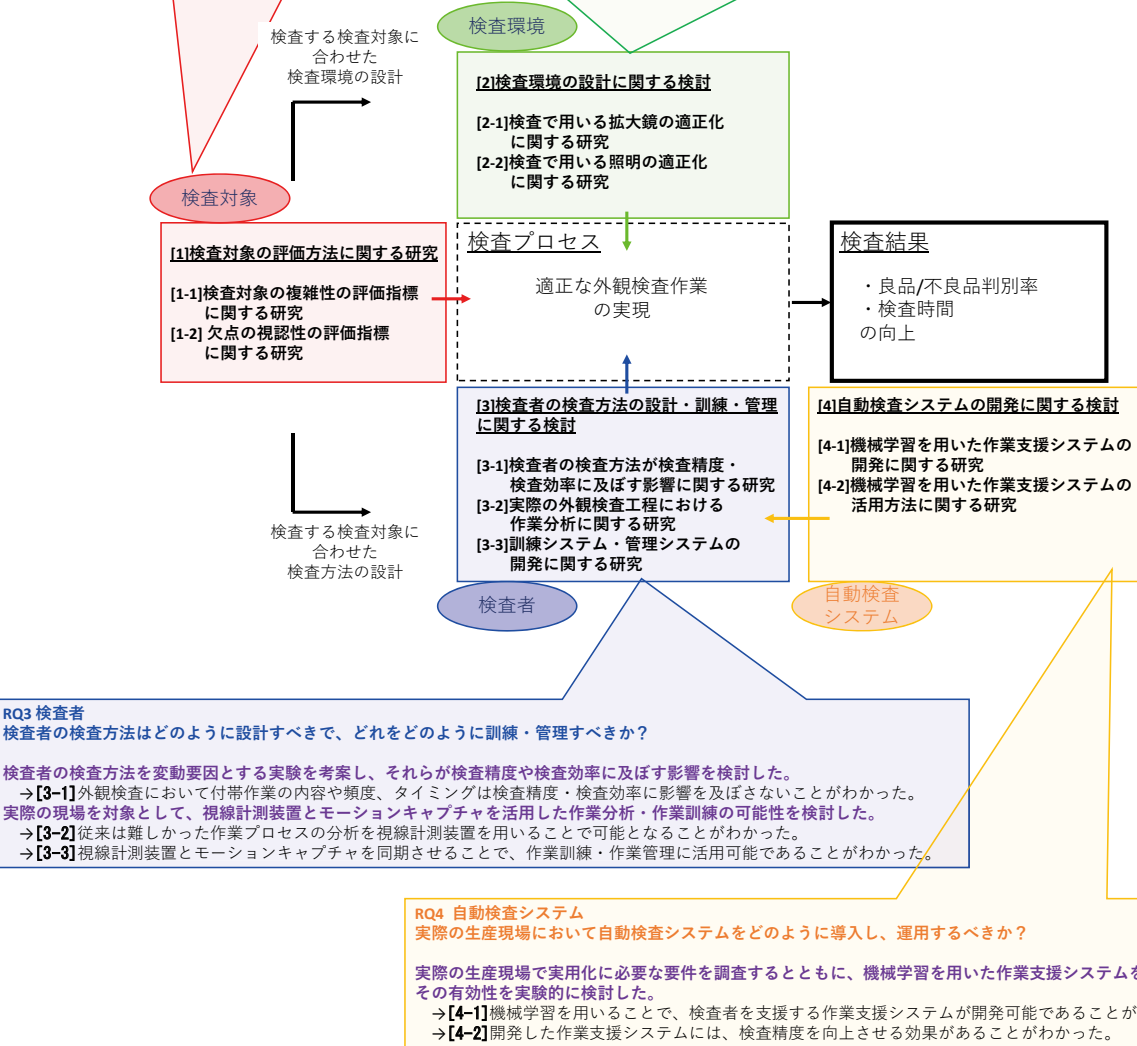 検査環境
検査する検査対象に
合わせた
検査環境の設計
[2]検査環境の設計に関する検討
[2-1]検査で用いる拡大鏡の適正化
に関する研究
[2-2]検査で用いる照明の適正化
に関する研究
検査対象
[1]検査対象の評価方法に関する研究
[1-1]検査対象の複雑性の評価指標
に関する研究
[1-2] 欠点の視認性の評価指標
に関する研究
検査プロセス
適正な外観検査作業
の実現
検査結果
・良品/不良品判別率
・検査時間
の向上
[3]検査者の検査方法の設計・訓練・管理
に関する検討
[3-1]検査者の検査方法が検査精度・
検査効率に及ぼす影響に関する研究
[3-2]実際の外観検査工程における
作業分析に関する研究
[3-3]訓練システム・管理システムの
開発に関する研究
[4]自動検査システムの開発に関する検討
[4-1]機械学習を用いた作業支援システムの
開発に関する研究
[4-2]機械学習を用いた作業支援システムの
活用方法に関する研究
検査する検査対象に
合わせた
検査方法の設計
検査者
自動検査
システム
RQ3 検査者
検査者の検査方法はどのように設計すべきで、どれをどのように訓練・管理すべきか？
検査者の検査方法を変動要因とする実験を考案し、それらが検査精度や検査効率に及ぼす影響を検討した。
→[3-1]外観検査において付帯作業の内容や頻度、タイミングは検査精度・検査効率に影響を及ぼさないことがわかった。
実際の現場を対象として、視線計測装置とモーションキャプチャを活用した作業分析・作業訓練の可能性を検討した。
→[3-2]従来は難しかった作業プロセスの分析を視線計測装置を用いることで可能となることがわかった。
→[3-3]視線計測装置とモーションキャプチャを同期させることで、作業訓練・作業管理に活用可能であることがわかった。
RQ4 自動検査システム
実際の生産現場において自動検査システムをどのように導入し、運用するべきか？
実際の生産現場で実用化に必要な要件を調査するとともに、機械学習を用いた作業支援システムを
その有効性を実験的に検討した。
→[4-1]機械学習を用いることで、検査者を支援する作業支援システムが開発可能であることが
→[4-2]開発した作業支援システムには、検査精度を向上させる効果があることがわかった。